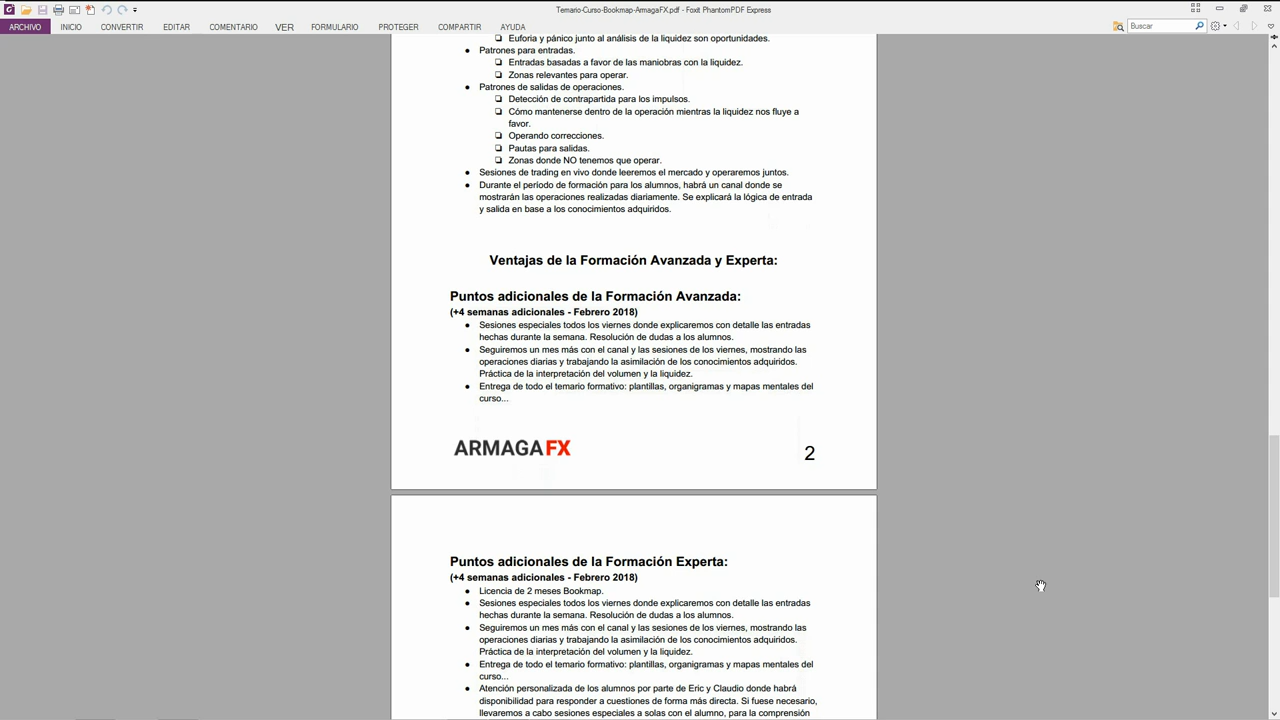 Temario-Curso-Bookmap-ArmagaFX.pdf - Foxit PhantomPDF Express
ARCHIVO INICIO CONVERTIR EDITAR COMENTARIO VER FORMULARIO PROTEGER COMPARTIR AYUDA Buscar
❏ Euforia y pánico junto al análisis de la liquidez son oportunidades.
● Patrones para entradas.
❏ Entradas basadas a favor de las maniobras con la liquidez.
❏ Zonas relevantes para operar.
● Patrones de salidas de operaciones.
❏ Detección de contrapartida para los impulsos.
❏ Cómo mantenerse dentro de la operación mientras la liquidez nos fluye a
favor.
❏ Operando correcciones.
❏ Pautas para salidas.
❏ Zonas donde NO tenemos que operar.
● Sesiones de trading en vivo donde leeremos el mercado y operaremos juntos.
● Durante el período de formación para los alumnos, habrá un canal donde se
mostrarán las operaciones realizadas diariamente. Se explicará la lógica de entrada
y salida en base a los conocimientos adquiridos.
Ventajas de la Formación Avanzada y Experta:
Puntos adicionales de la Formación Avanzada:
(+4 semanas adicionales - Febrero 2018)
● Sesiones especiales todos los viernes donde explicaremos con detalle las entradas
hechas durante la semana. Resolución de dudas a los alumnos.
● Seguiremos un mes más con el canal y las sesiones de los viernes, mostrando las
operaciones diarias y trabajando la asimilación de los conocimientos adquiridos.
Práctica de la interpretación del volumen y la liquidez.
● Entrega de todo el temario formativo: plantillas, organigramas y mapas mentales del
curso...
ARMAGAFX 2
Puntos adicionales de la Formación Experta:
(+4 semanas adicionales - Febrero 2018)
● Licencia de 2 meses Bookmap.
● Sesiones especiales todos los viernes donde explicaremos con detalle las entradas
hechas durante la semana. Resolución de dudas a los alumnos.
● Seguiremos un mes más con el canal y las sesiones de los viernes, mostrando las
operaciones diarias y trabajando la asimilación de los conocimientos adquiridos.
Práctica de la interpretación del volumen y la liquidez.
● Entrega de todo el temario formativo: plantillas, organigramas y mapas mentales del
curso...
● Atención personalizada de los alumnos por parte de Eric y Claudio donde habrá
disponibilidad para responder a cuestiones de forma más directa. Si fuese necesario,
llevaremos a cabo sesiones especiales a solas con el alumno, para la comprensión